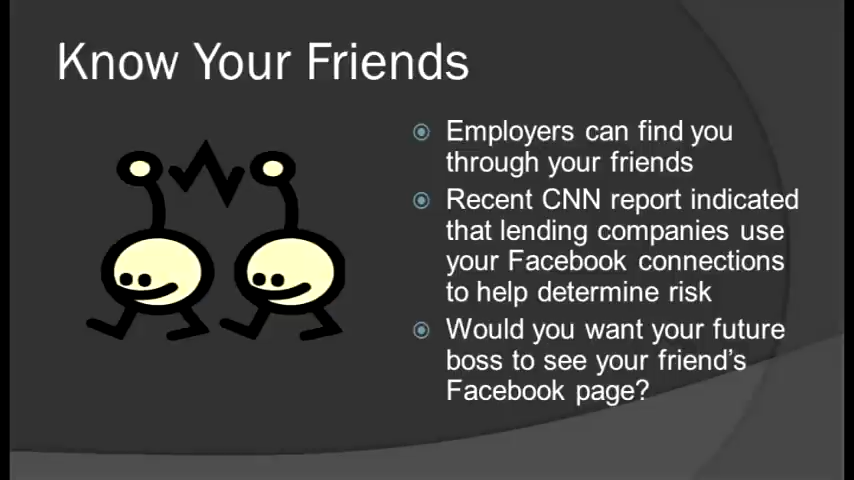 Know Your Friends
Employers can find you
through your friends
Recent CNN report indicated
that lending companies use
your Facebook connections
to help determine risk
Would you want your future
boss to see your friend's
Facebook page?